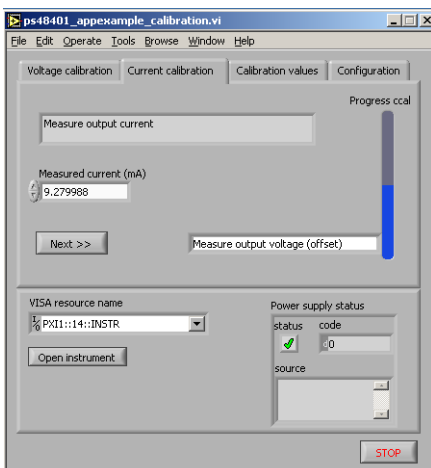 ps48401_appexample_calibration.vi
File Edit Operate Tools Browse Window Help
Voltage calibration Current calibration Calibration values Configuration
Progress ccal
Measure output current
Measured current (mA)
9.279988
Next >>
Measure output voltage (offset)
VISA resource name
PXI1::14::INSTR
Open instrument
Power supply status
status code
0
source
STOP